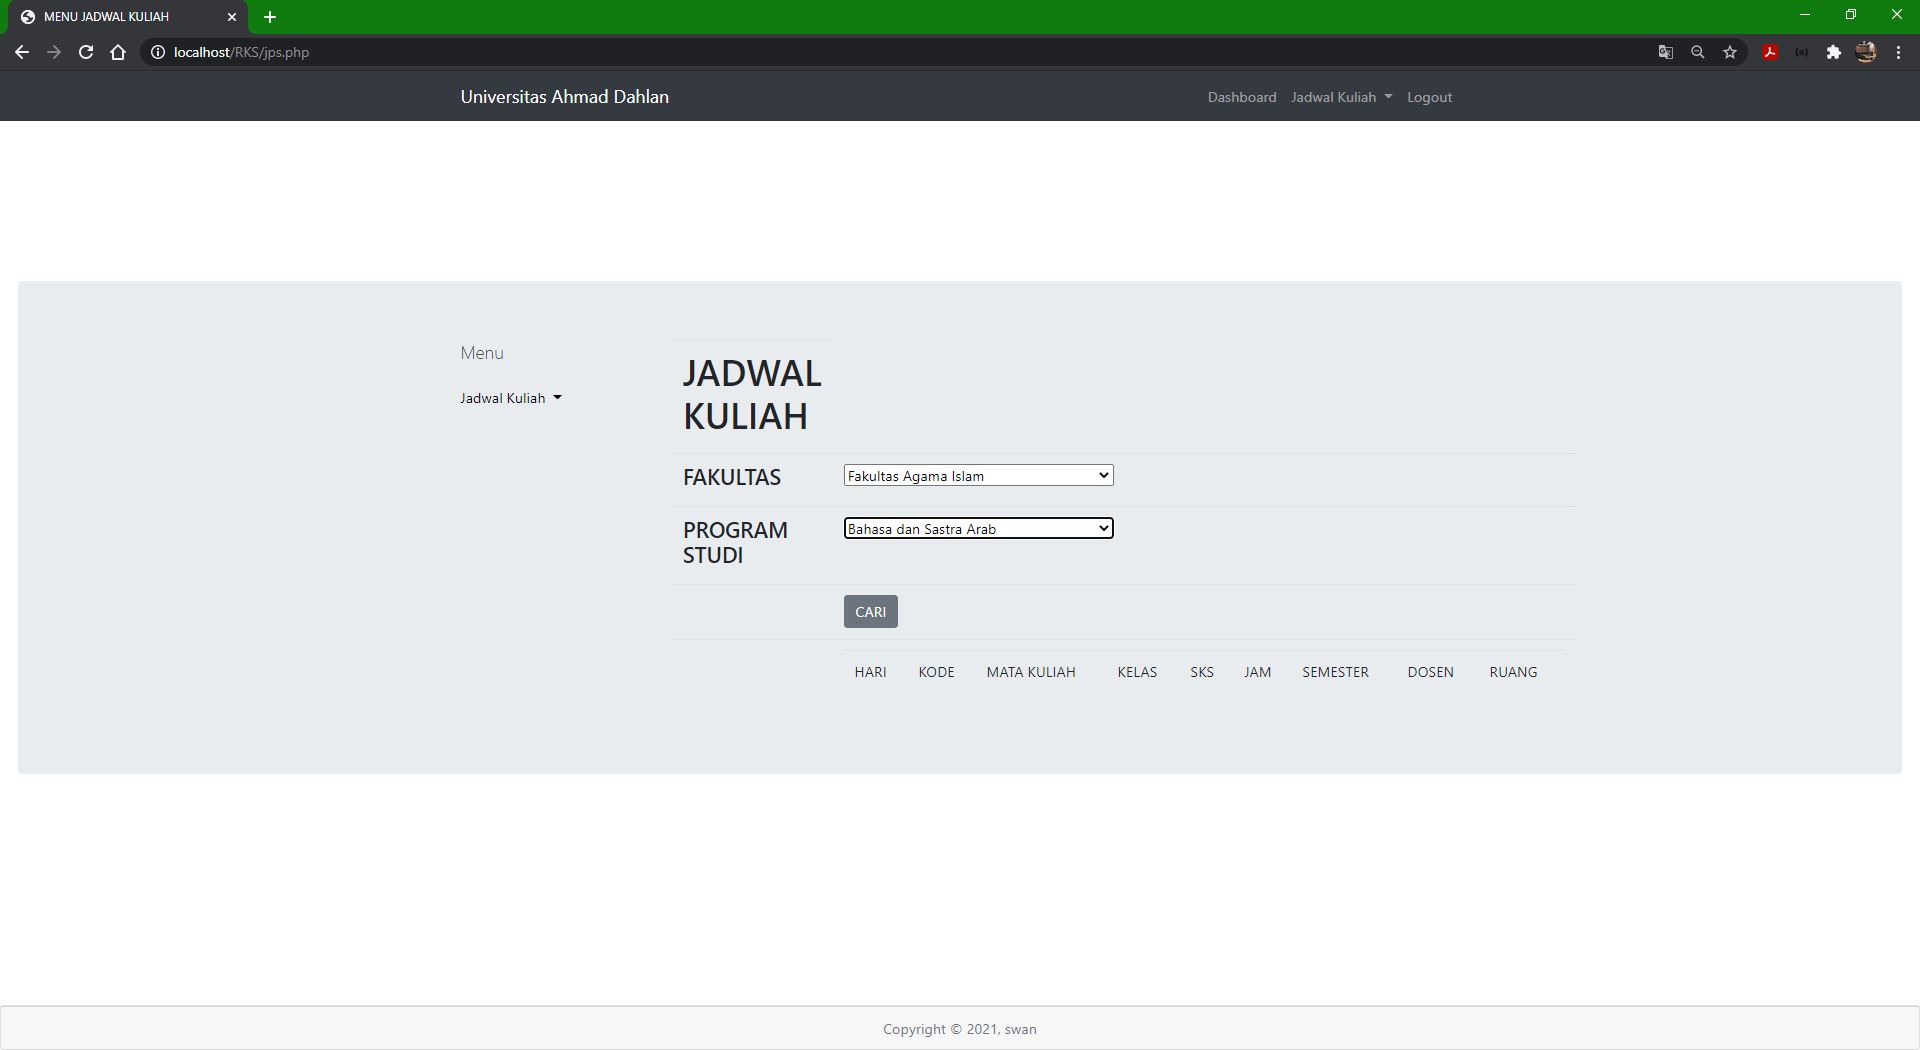 MENU JADWAL KULIAH
localhost/RKS/jps.php
Universitas Ahmad Dahlan
Dashboard Jadwal Kuliah Logout
Menu
Jadwal Kuliah
JADWAL
KULIAH
FAKULTAS
Fakultas Agama Islam
PROGRAM
STUDI
Bahasa dan Sastra Arab
CARI
HARI KODE MATA KULIAH KELAS SKS JAM SEMESTER DOSEN RUANG
Copyright © 2021, swan